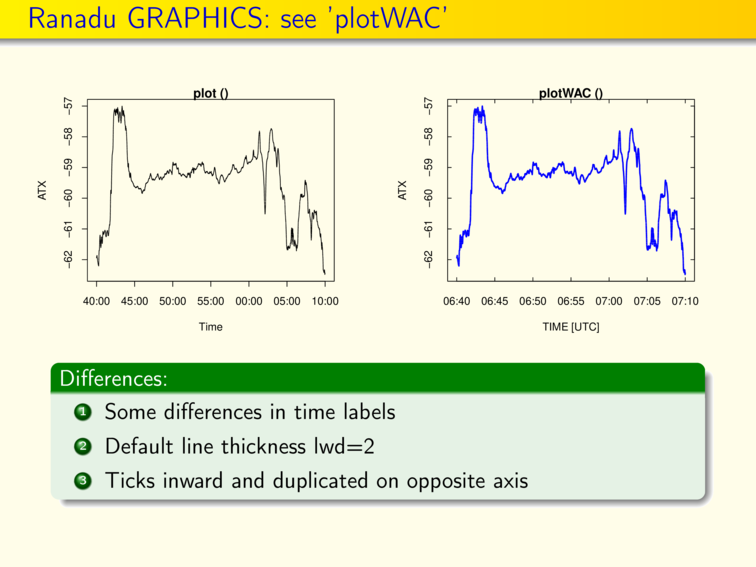 Ranadu GRAPHICS: see 'plotWAC'
plot ()
−57
−58
−59
−60
−61
−62
ATX
40:00 45:00 50:00 55:00 00:00 05:00 10:00
Time
plotWAC ()
−57
−58
−59
−60
−61
−62
ATX
06:40 06:45 06:50 06:55 07:00 07:05 07:10
TIME [UTC]
Differences:
1 Some differences in time labels
2 Default line thickness lwd=2
3 Ticks inward and duplicated on opposite axis